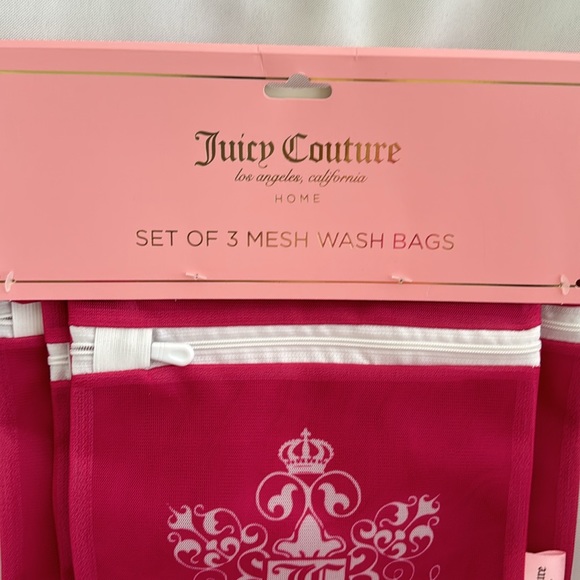 Juicy Couture
los angeles, california
HOME
SET OF 3 MESH WASH BAGS